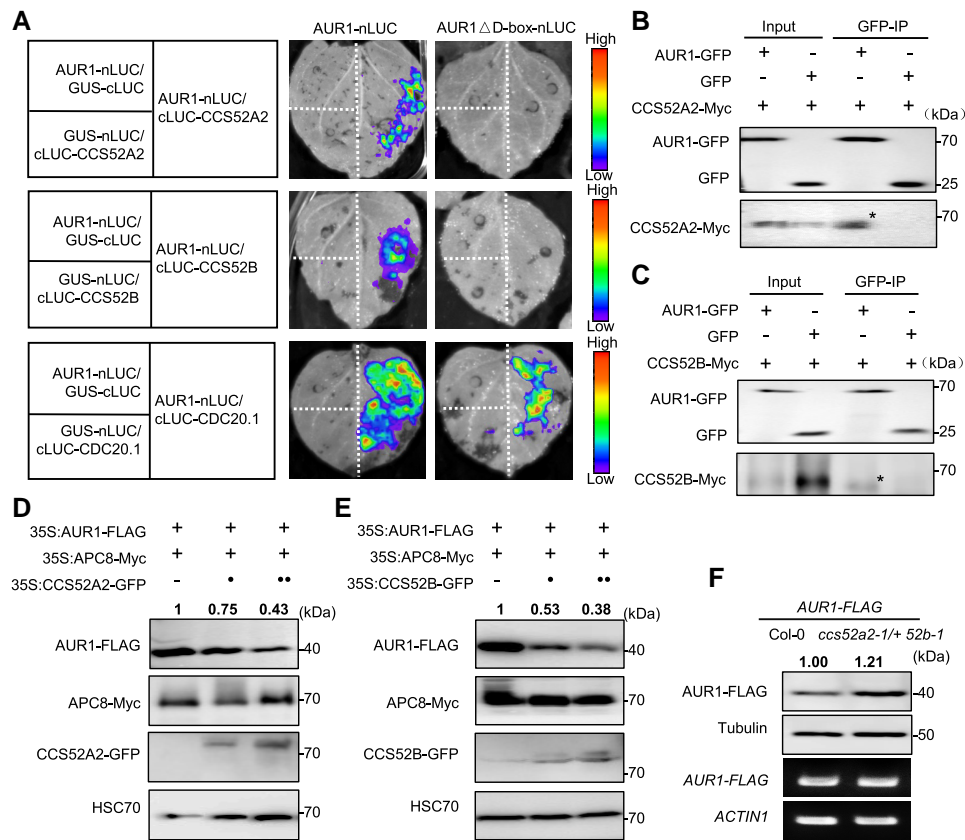 A
AUR1-nLUC
AUR1△D-box-nLUC
AUR1-nLUC/
GUS-cLUC
GUS-nLUC/
cLUC-CCS52A2
AUR1-nLUC/
cLUC-CCS52A2
High
Low
AUR1-nLUC/
GUS-cLUC
GUS-nLUC/
cLUC-CCS52B
AUR1-nLUC/
cLUC-CCS52B
High
Low
AUR1-nLUC/
GUS-cLUC
GUS-nLUC/
cLUC-CDC20.1
AUR1-nLUC/
cLUC-CDC20.1
High
Low
B
Input GFP-IP
AUR1-GFP + - + -
GFP - + - +
CCS52A2-Myc + + + + (kDa)
AUR1-GFP -70
GFP -25
CCS52A2-Myc * -70
C
Input GFP-IP
AUR1-GFP + - + -
GFP - + - +
CCS52B-Myc + + + + (kDa)
AUR1-GFP -70
GFP -25
CCS52B-Myc * -70
D
35S:AUR1-FLAG + + +
35S:APC8-Myc + + +
35S:CCS52A2-GFP - • ••
1 0.75 0.43 (kDa)
AUR1-FLAG -40
APC8-Myc -70
CCS52A2-GFP -70
HSC70 -70
E
35S:AUR1-FLAG + + +
35S:APC8-Myc + + +
35S:CCS52B-GFP - • ••
1 0.53 0.38 (kDa)
AUR1-FLAG -40
APC8-Myc -70
CCS52B-GFP -70
HSC70 -70
F
AUR1-FLAG
Col-0 ccs52a2-1/+ 52b-1
1.00 1.21 (kDa)
AUR1-FLAG -40
Tubulin -50
AUR1-FLAG
ACTIN1